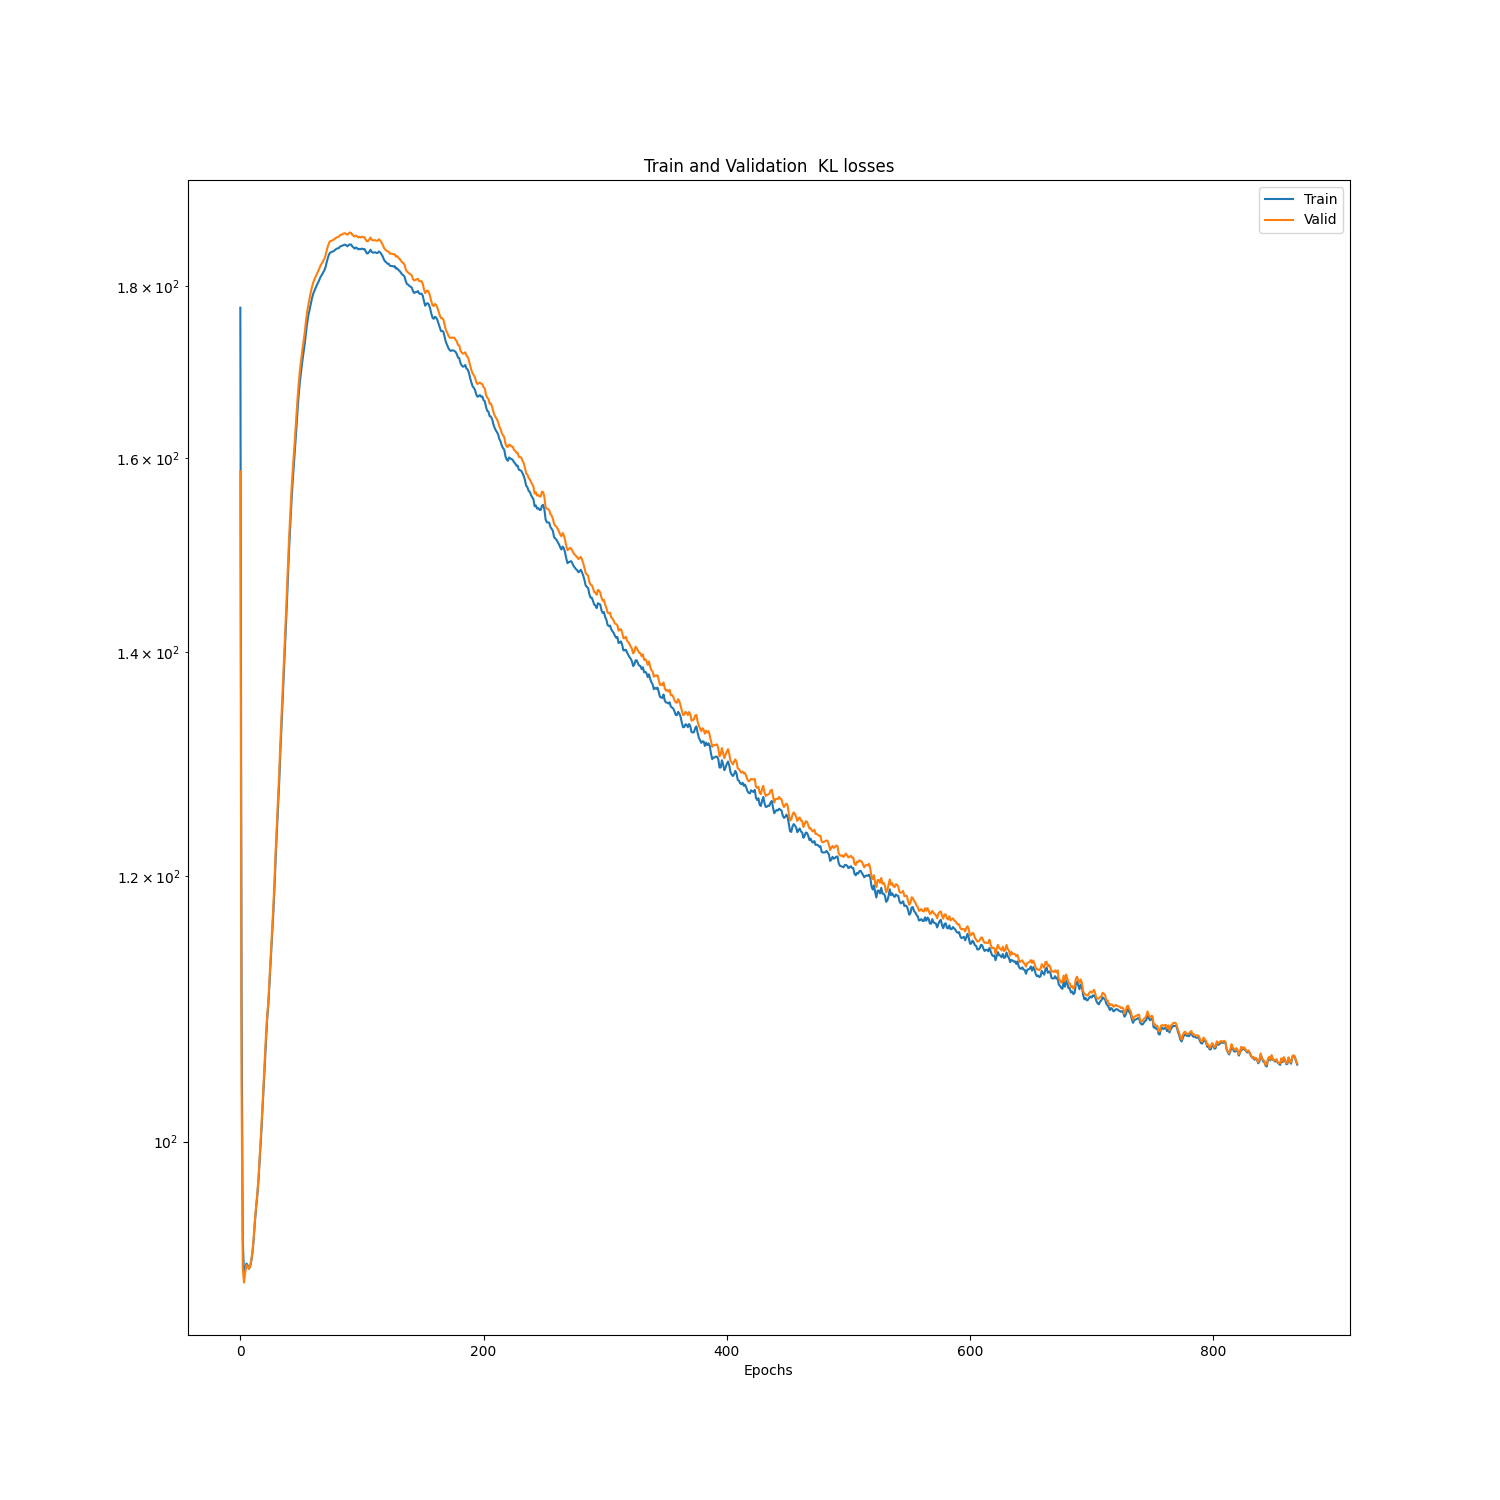 Train and Validation  KL losses
Train
Valid
1.8 × 10²
1.6 × 10²
1.4 × 10²
1.2 × 10²
10²
0 200 400 600 800
Epochs